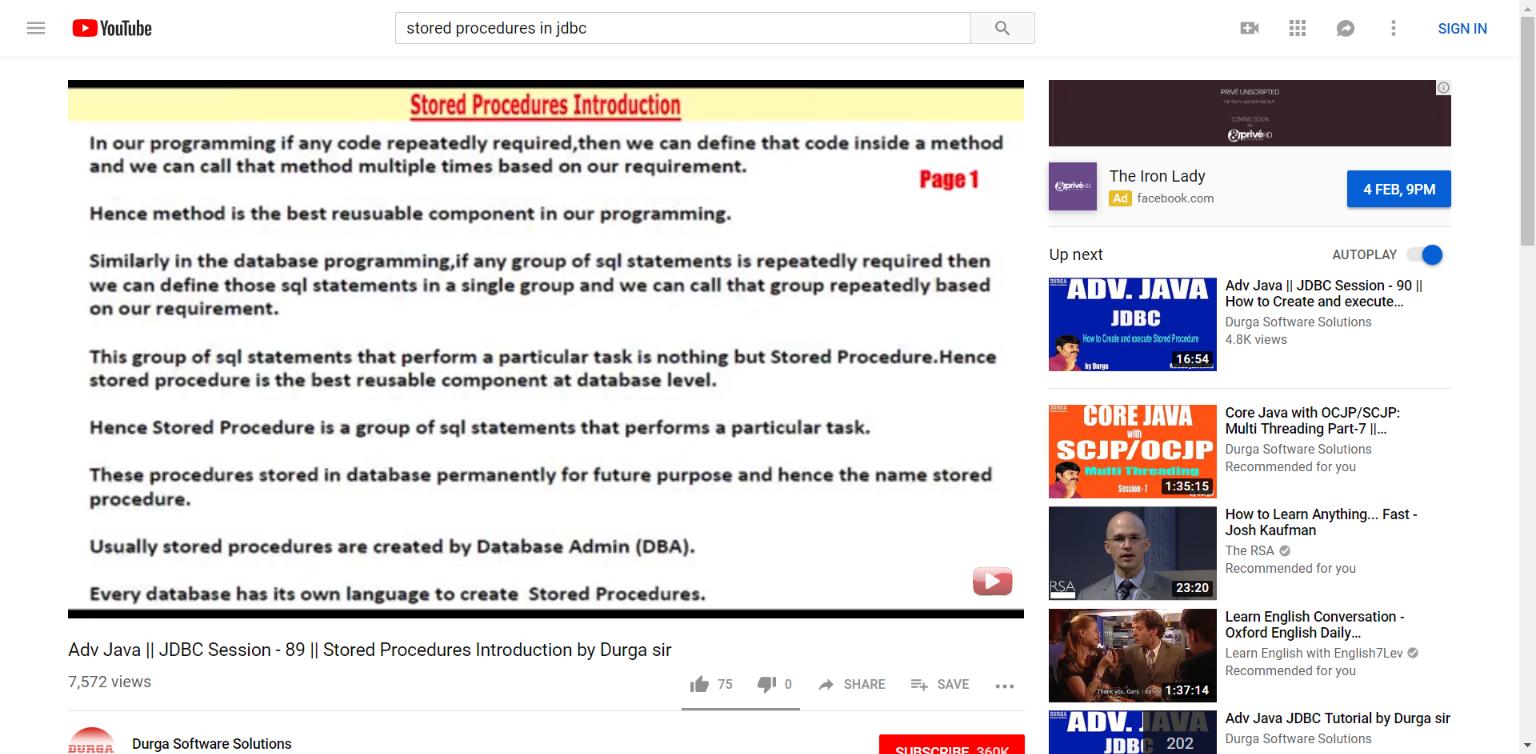 YouTube
stored procedures in jdbc
SIGN IN
Stored Procedures Introduction
In our programming if any code repeatedly required,then we can define that code inside a method
and we can call that method multiple times based on our requirement.
Page 1
Hence method is the best reusuable component in our programming.
Similarly in the database programming,if any group of sql statements is repeatedly required then
we can define those sql statements in a single group and we can call that group repeatedly based
on our requirement.
This group of sql statements that perform a particular task is nothing but Stored Procedure.Hence
stored procedure is the best reusable component at database level.
Hence Stored Procedure is a group of sql statements that performs a particular task.
These procedures stored in database permanently for future purpose and hence the name stored
procedure.
Usually stored procedures are created by Database Admin (DBA).
Every database has its own language to create Stored Procedures.
Adv Java || JDBC Session - 89 || Stored Procedures Introduction by Durga sir
7,572 views
75
0
SHARE
SAVE
DURGA
Durga Software Solutions
SUBSCRIBE 360K
PRIVÉ UNSCRIPTED
COMING SOON
&privéHD
&privéHD
The Iron Lady
Ad facebook.com
4 FEB, 9PM
Up next
AUTOPLAY
ADV. JAVA
JDBC
How to Create and execute Stored Procedure
by Durga
16:54
Adv Java || JDBC Session - 90 ||
How to Create and execute...
Durga Software Solutions
4.8K views
CORE JAVA
with
SCJP/OCJP
Multi Threading
Session - 7
1:35:15
Core Java with OCJP/SCJP:
Multi Threading Part-7 ||...
Durga Software Solutions
Recommended for you
RSA
23:20
How to Learn Anything... Fast -
Josh Kaufman
The RSA
Recommended for you
1:37:14
Learn English Conversation -
Oxford English Daily...
Learn English with English7Lev
Recommended for you
ADV. JAVA
JDBC
202
Adv Java JDBC Tutorial by Durga sir
Durga Software Solutions